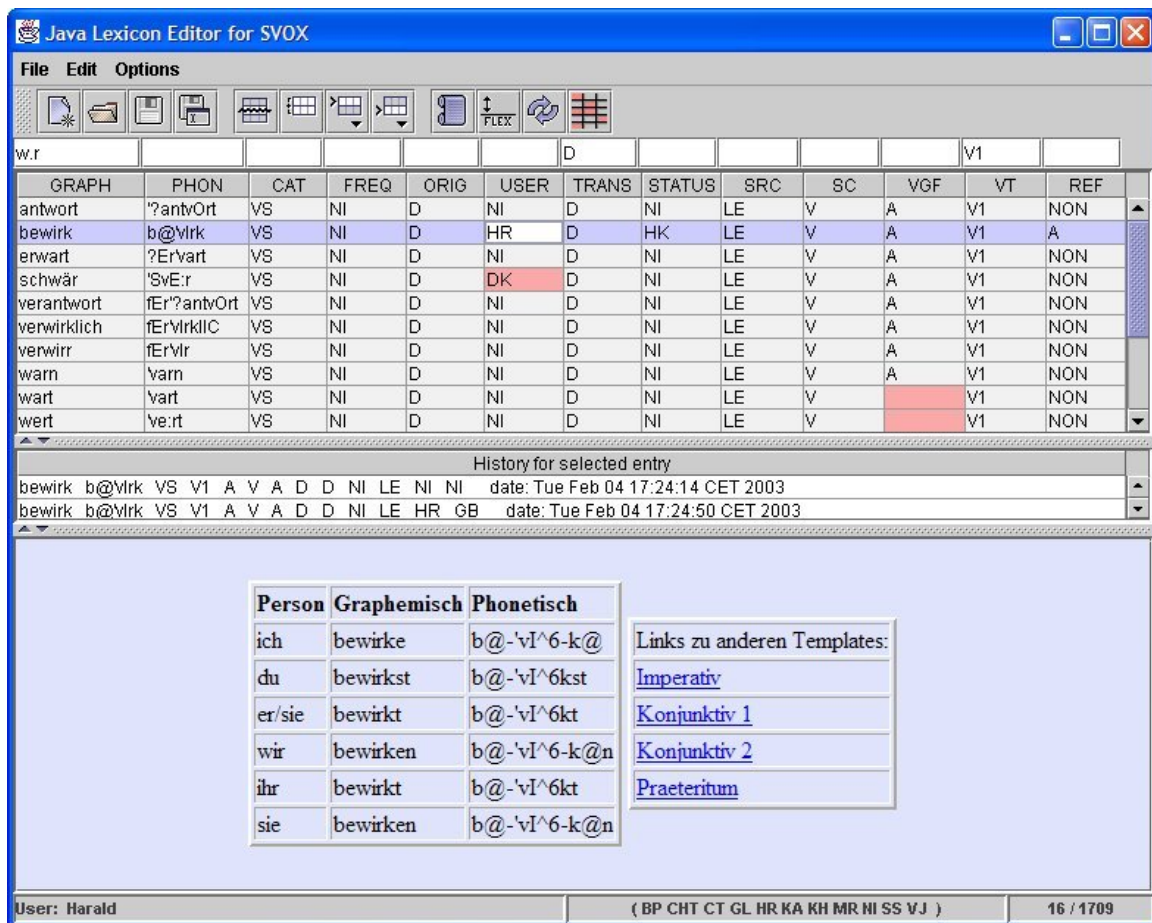 Java Lexicon Editor for SVOX
File Edit Options
FLEX
w.r D V1
GRAPH PHON CAT FREQ ORIG USER TRANS STATUS SRC SC VGF VT REF
antwort '?antvOrt VS NI D NI D NI LE V A V1 NON
bewirk b@'vIrk VS NI D HR D HK LE V A V1 A
erwart ?Er'vart VS NI D NI D NI LE V A V1 NON
schwär 'SvE:r VS NI D DK D NI LE V A V1 NON
verantwort fEr'?antvOrt VS NI D NI D NI LE V A V1 NON
verwirklich fEr'vIrklIC VS NI D NI D NI LE V A V1 NON
verwirr fEr'vIr VS NI D NI D NI LE V A V1 NON
warn 'varn VS NI D NI D NI LE V A V1 NON
wart 'vart VS NI D NI D NI LE V V1 NON
wert 've:rt VS NI D NI D NI LE V V1 NON
History for selected entry
bewirk b@'vIrk VS V1 A V A D D NI LE NI NI date: Tue Feb 04 17:24:14 CET 2003
bewirk b@'vIrk VS V1 A V A D D NI LE HR GB date: Tue Feb 04 17:24:50 CET 2003
Person Graphemisch Phonetisch
ich bewirke b@-'vI^6-k@
du bewirkst b@-'vI^6kst
er/sie bewirkt b@-'vI^6kt
wir bewirken b@-'vI^6-k@n
ihr bewirkt b@-'vI^6kt
sie bewirken b@-'vI^6-k@n
Links zu anderen Templates:
Imperativ
Konjunktiv 1
Konjunktiv 2
Praeteritum
User: Harald ( BP CHT CT GL HR KA KH MR NI SS VJ ) 16 / 1709